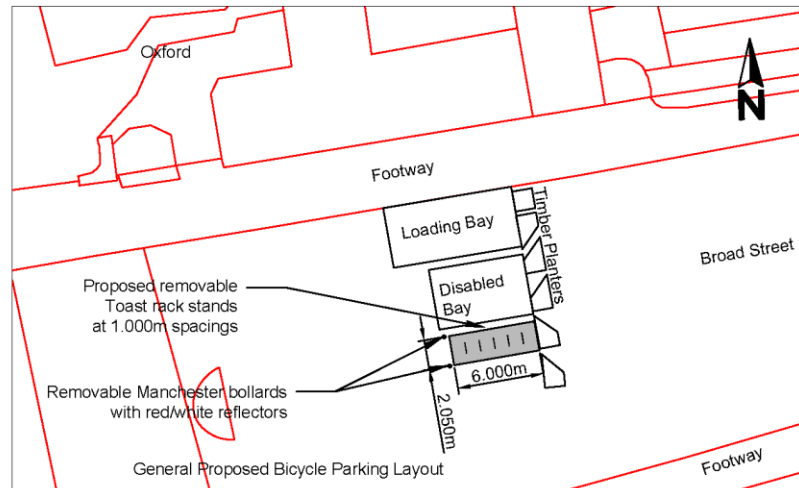 Oxford
N
Footway
Timber Planters
Loading Bay
Broad Street
Disabled
Bay
Proposed removable
Toast rack stands
at 1.000m spacings
6.000m
Removable Manchester bollards
with red/white reflectors
2.050m
General Proposed Bicycle Parking Layout
Footway